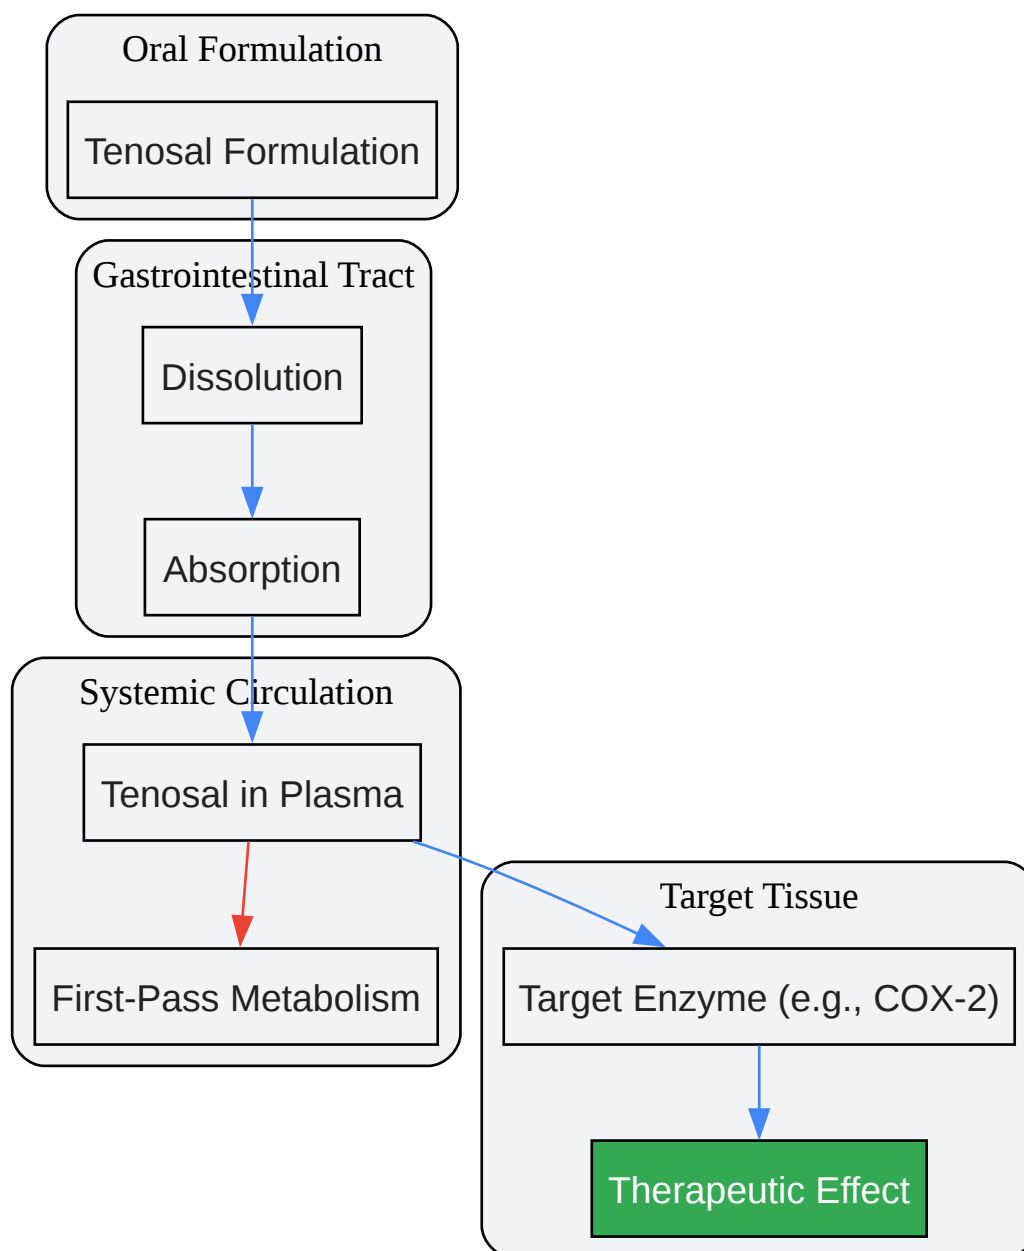 Oral Formulation
Tenosal Formulation
Gastrointestinal Tract
Dissolution
Absorption
Systemic Circulation
Tenosal in Plasma
First-Pass Metabolism
Target Tissue
Target Enzyme (e.g., COX-2)
Therapeutic Effect